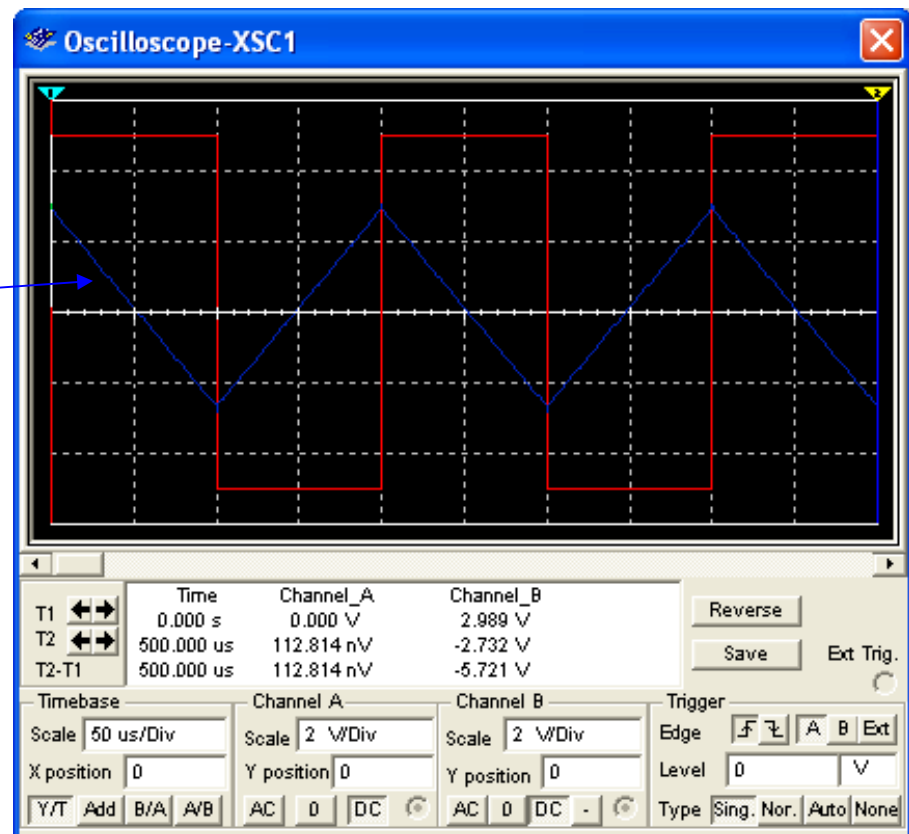 Oscilloscope-XSC1
1 2
Time Channel_A Channel_B
T1 0.000 s 0.000 V 2.989 V
T2 500.000 us 112.814 nV -2.732 V
T2-T1 500.000 us 112.814 nV -5.721 V
Reverse
Save
Ext Trig.
Timebase
Scale 50 us/Div
X position 0
Y/T Add B/A A/B
Channel A
Scale 2 V/Div
Y position 0
AC 0 DC
Channel B
Scale 2 V/Div
Y position 0
AC 0 DC -
Trigger
Edge A B Ext
Level 0 V
Type Sing. Nor. Auto None